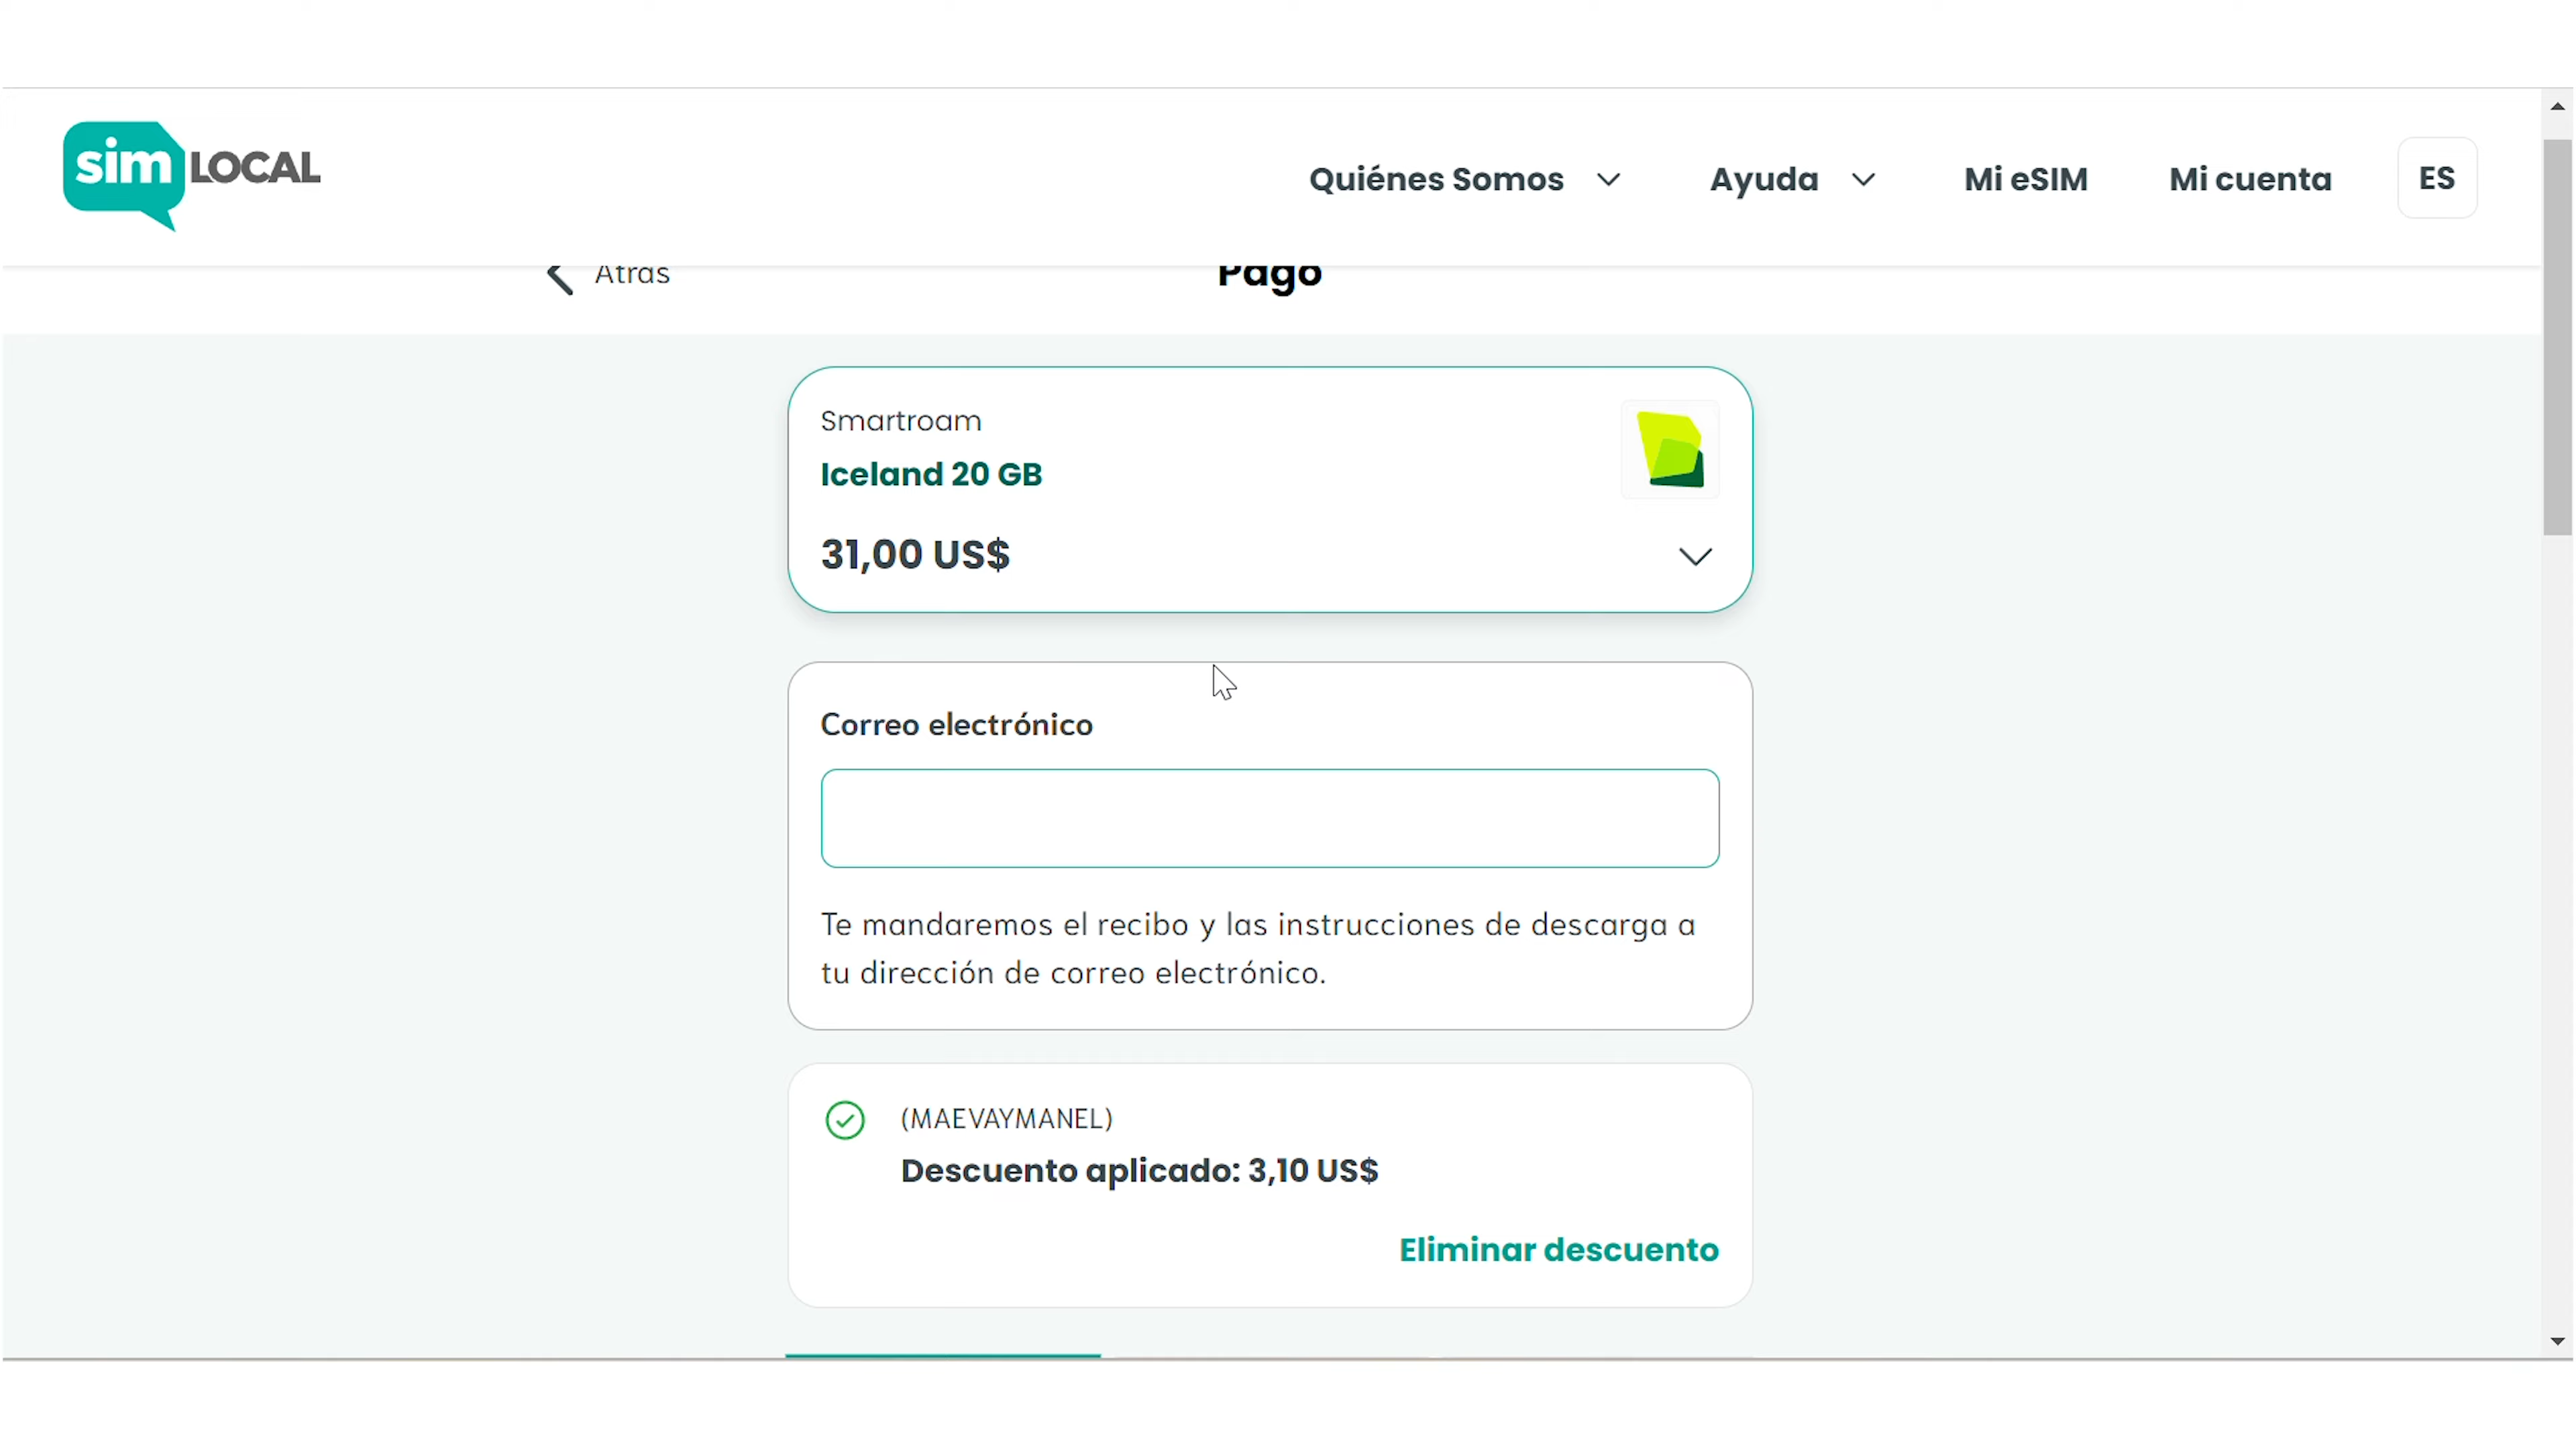 sim LOCAL
Quiénes Somos
Ayuda
Mi eSIM
Mi cuenta
ES
Atrás
Pago
Smartroam
Iceland 20 GB
31,00 US$
Correo electrónico
Te mandaremos el recibo y las instrucciones de descarga a
tu dirección de correo electrónico.
(MAEVAYMANEL)
Descuento aplicado: 3,10 US$
Eliminar descuento